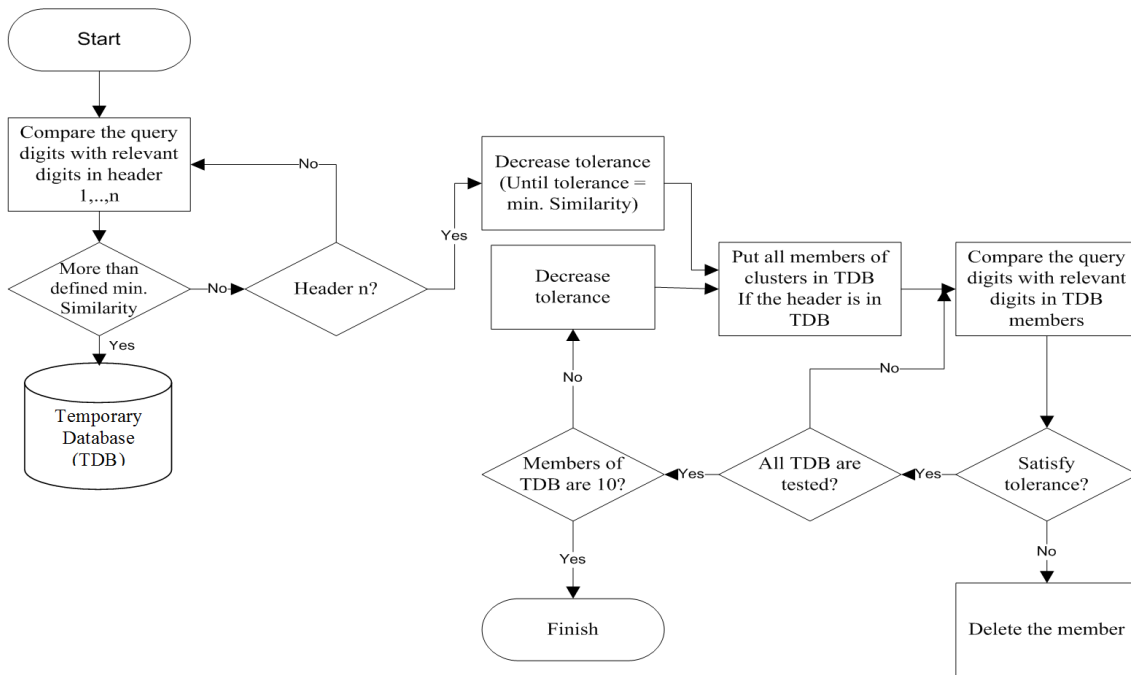 Start
Compare the query
digits with relevant
digits in header
1,..,n
No
More than
defined min.
Similarity
No
Header n?
Yes
Yes
Temporary
Database
(TDB)
Decrease tolerance
(Until tolerance =
min. Similarity)
Decrease
tolerance
Put all members of
clusters in TDB
If the header is in
TDB
Compare the query
digits with relevant
digits in TDB
members
No
No
Members of
TDB are 10?
Yes
All TDB are
tested?
Yes
Satisfy
tolerance?
Yes
No
Finish
Delete the member